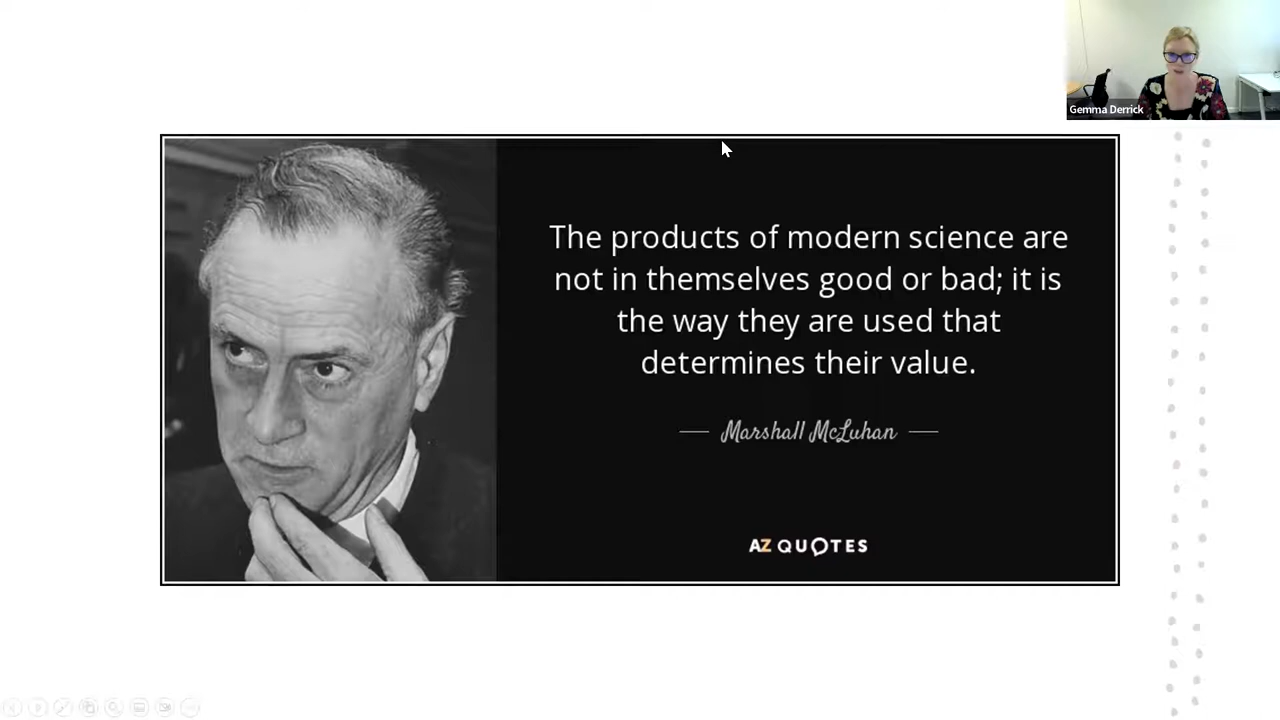 Gemma Derrick
The products of modern science are
not in themselves good or bad; it is
the way they are used that
determines their value.
Marshall McLuhan
AZ QUOTES